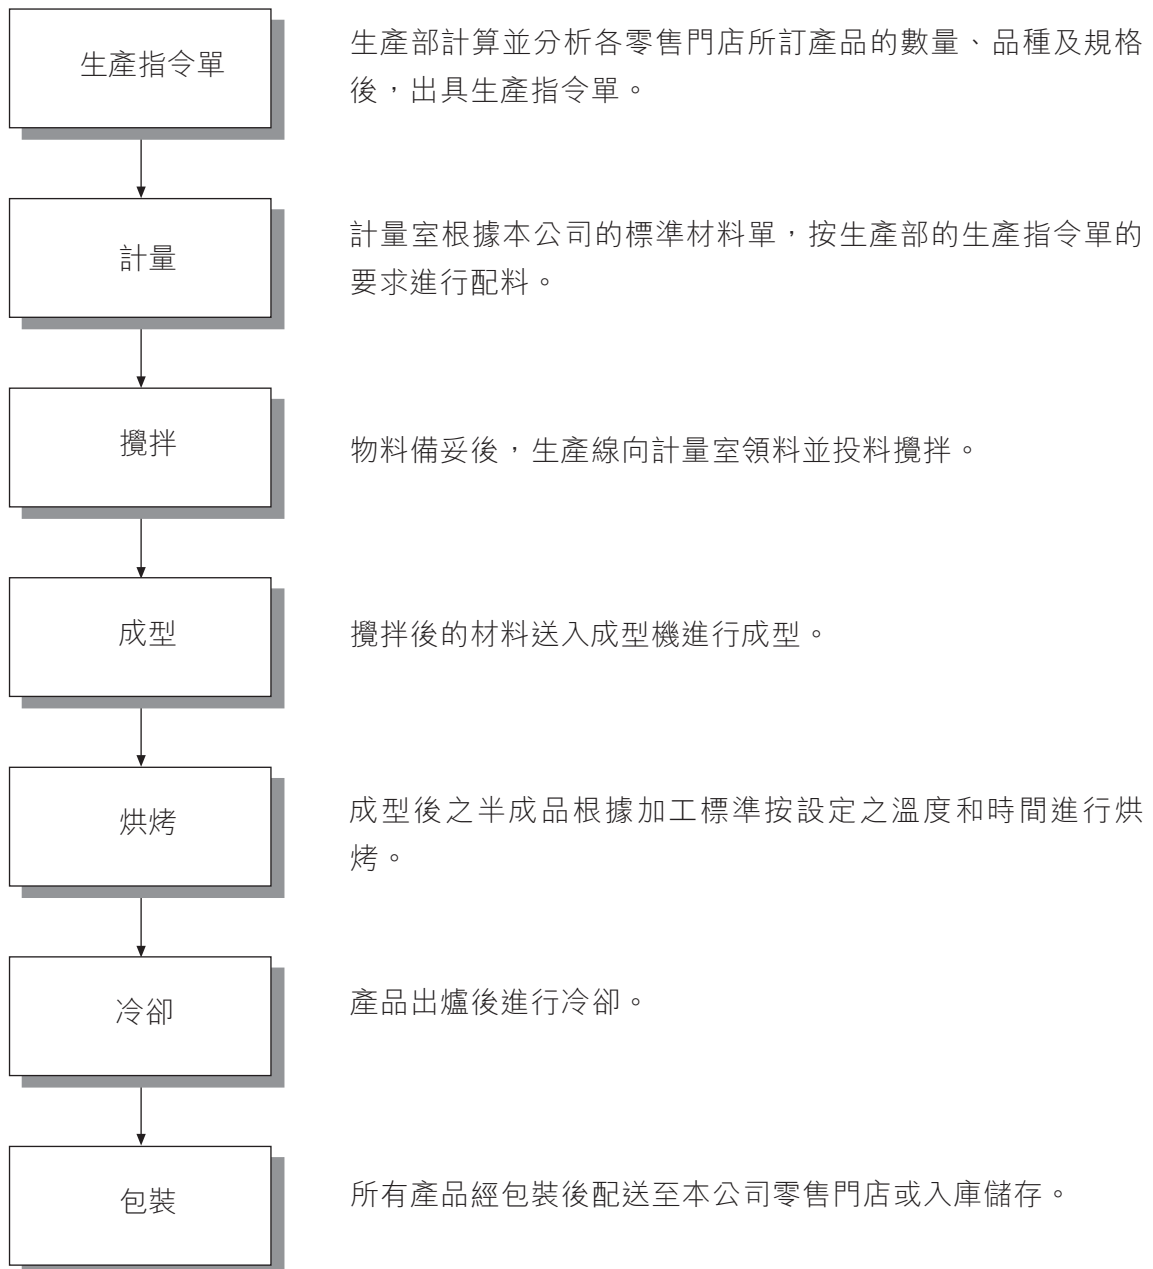 生產指令單
生產部計算並分析各零售門店所訂產品的數量、品種及規格
後，出具生產指令單。
計量
計量室根據本公司的標準材料單，按生產部的生產指令單的
要求進行配料。
攪拌
物料備妥後，生產線向計量室領料並投料攪拌。
成型
攪拌後的材料送入成型機進行成型。
烘烤
成型後之半成品根據加工標準按設定之溫度和時間進行烘
烤。
冷卻
產品出爐後進行冷卻。
包裝
所有產品經包裝後配送至本公司零售門店或入庫儲存。